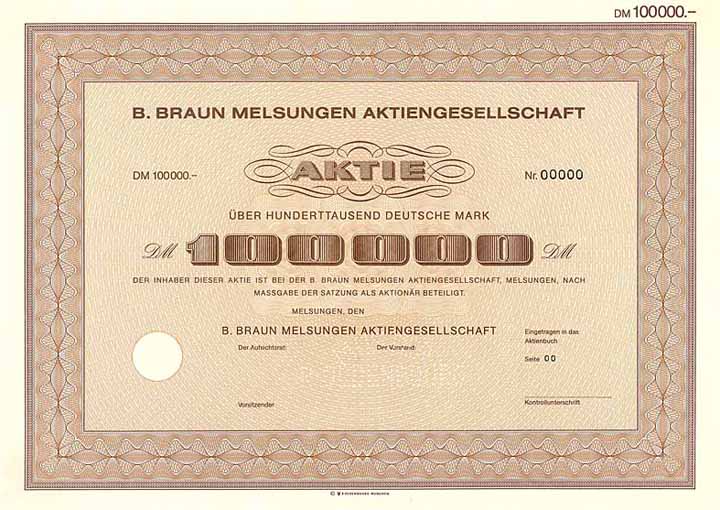 DM 100000.–
B. BRAUN MELSUNGEN AKTIENGESELLSCHAFT
DM 100000.–
AKTIE
Nr. 00000
ÜBER HUNDERTTAUSEND DEUTSCHE MARK
DM 100000 DM
DER INHABER DIESER AKTIE IST BEI DER B. BRAUN MELSUNGEN AKTIENGESELLSCHAFT, MELSUNGEN, NACH
MASSGABE DER SATZUNG ALS AKTIONÄR BETEILIGT.
MELSUNGEN, DEN
B. BRAUN MELSUNGEN AKTIENGESELLSCHAFT
Der Aufsichtsrat:
Der Vorstand:
Eingetragen in das
Aktienbuch
Seite 00
Vorsitzender
Kontrollunterschrift
MÜNCHEN